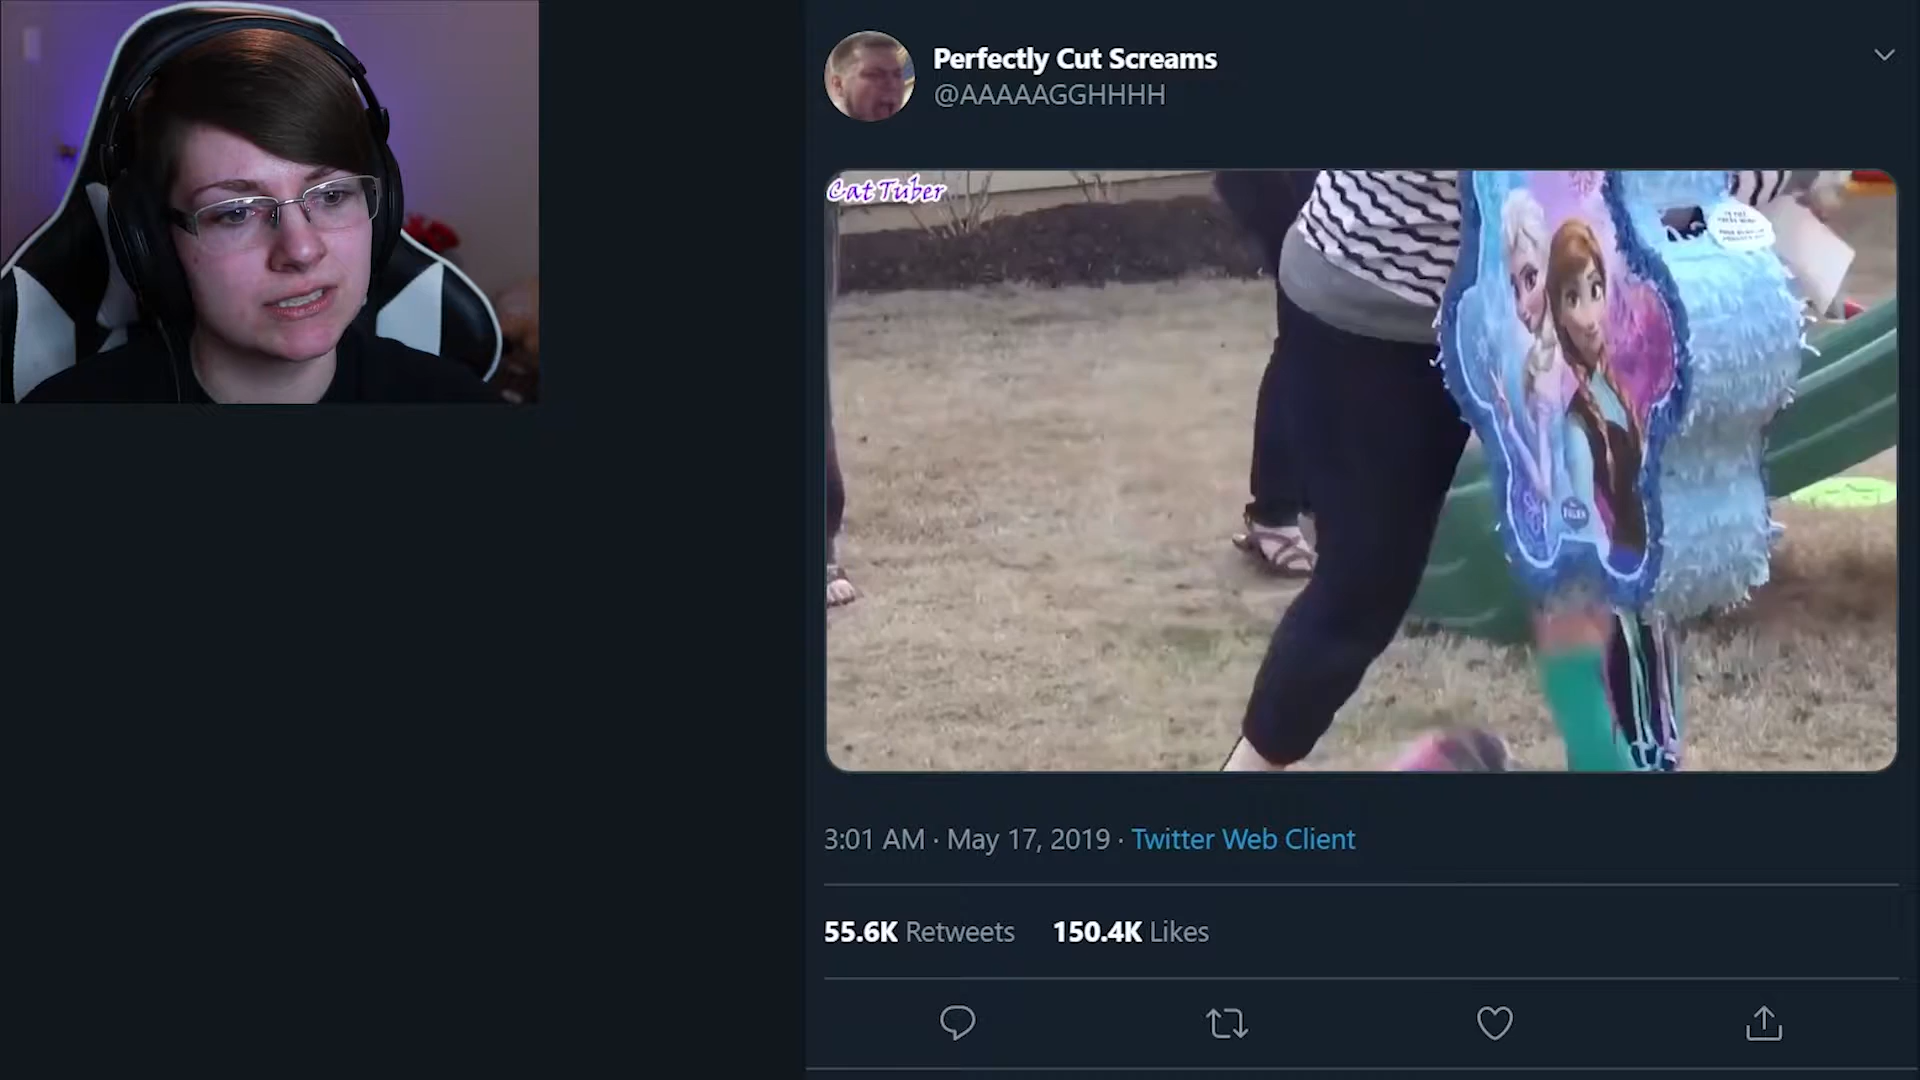 Perfectly Cut Screams
@AAAAAGGHHHH
Cat Tuber
3:01 AM · May 17, 2019 · Twitter Web Client
55.6K Retweets 150.4K Likes